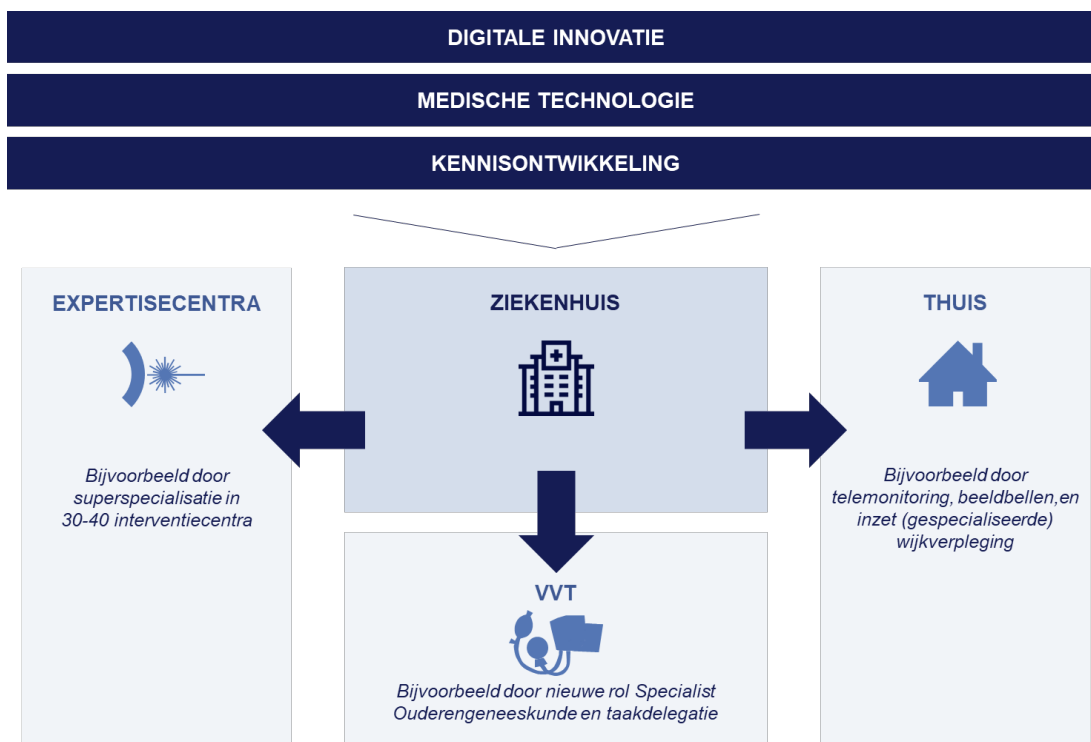 DIGITALE INNOVATIE
MEDISCHE TECHNOLOGIE
KENNISONTWIKKELING
EXPERTISECENTRA
Bijvoorbeeld door
superspecialisatie in
30-40 interventiecentra
ZIEKENHUIS
THUIS
Bijvoorbeeld door
telemonitoring, beeldbellen,en
inzet (gespecialiseerde)
wijkverpleging
VVT
Bijvoorbeeld door nieuwe rol Specialist
Ouderengeneeskunde en taakdelegatie